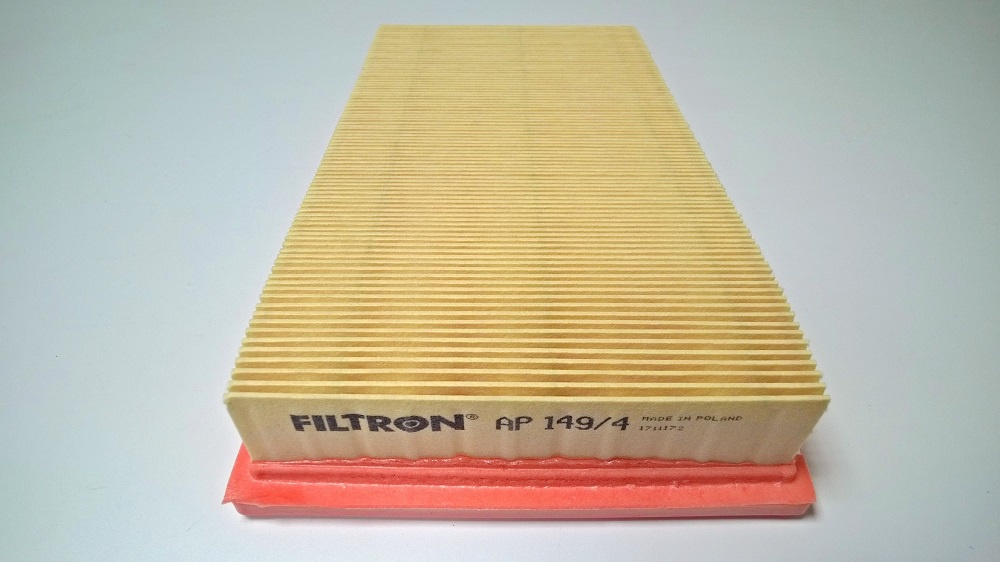 FILTRON® AP 149/4 MADE IN POLAND
1711172